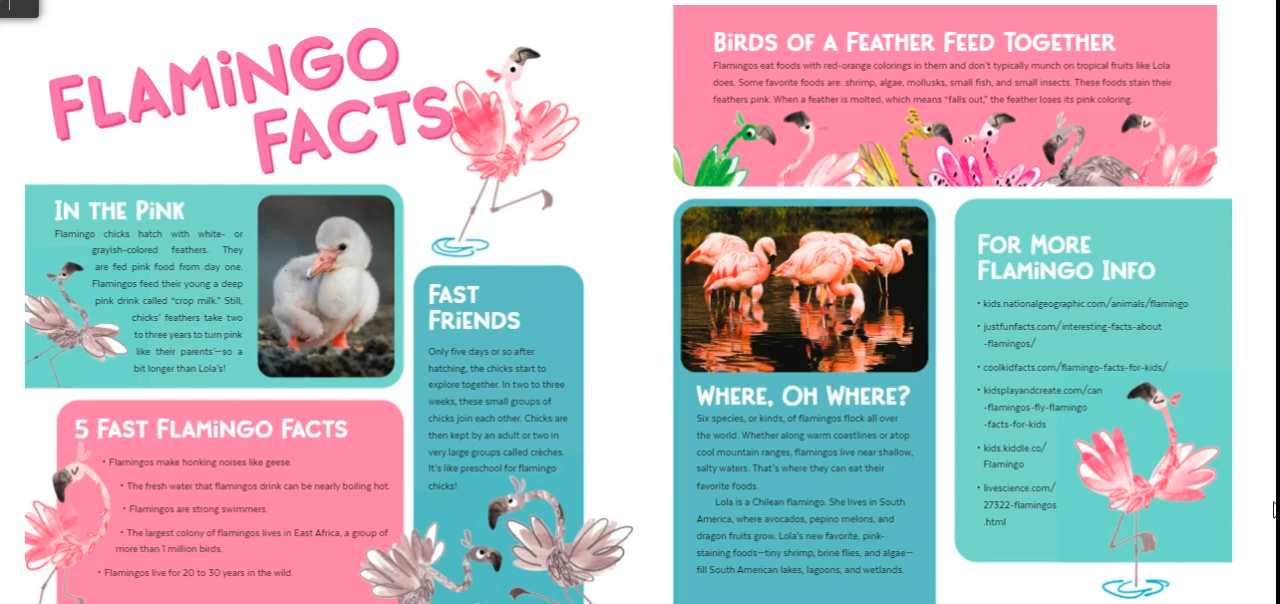 FLAMiNGO
FACTS
IN THE PiNK
Flamingo chicks hatch with white- or
grayish-colored feathers. They
are fed pink food from day one.
Flamingos feed their young a deep
pink drink called "crop milk." Still,
chicks' feathers take two
to three years to turn pink
like their parents'—so a
bit longer than Lola's!
5 FAST FLAMiNGO FACTS
• Flamingos make honking noises like geese.
• The fresh water that flamingos drink can be nearly boiling hot.
• Flamingos are strong swimmers.
• The largest colony of flamingos lives in East Africa, a group of
more than 1 million birds.
• Flamingos live for 20 to 30 years in the wild.
FAST
FRiENDS
Only five days or so after
hatching, the chicks start to
explore together. In two to three
weeks, these small groups of
chicks join each other. Chicks are
then kept by an adult or two in
very large groups called crèches.
It's like preschool for flamingo
chicks!
BiRDS OF A FEATHER FEED TOGETHER
Flamingos eat foods with red-orange colorings in them and don't typically munch on tropical fruits like Lola
does. Some favorite foods are: shrimp, algae, mollusks, small fish, and small insects. These foods stain their
feathers pink. When a feather is molted, which means "falls out," the feather loses its pink coloring.
WHERE, OH WHERE?
Six species, or kinds, of flamingos flock all over
the world. Whether along warm coastlines or atop
cool mountain ranges, flamingos live near shallow,
salty waters. That's where they can eat their
favorite foods.
Lola is a Chilean flamingo. She lives in South
America, where avocados, pepino melons, and
dragon fruits grow. Lola's new favorite, pink-
staining foods—tiny shrimp, brine flies, and algae—
fill South American lakes, lagoons, and wetlands.
FOR MORE
FLAMiNGO INFO
• kids.nationalgeographic.com/animals/flamingo
• justfunfacts.com/interesting-facts-about
-flamingos/
• coolkidfacts.com/flamingo-facts-for-kids/
• kidsplayandcreate.com/can
-flamingos-fly-flamingo
-facts-for-kids
• kids.kiddle.co/
Flamingo
• livescience.com/
27322-flamingos
.html